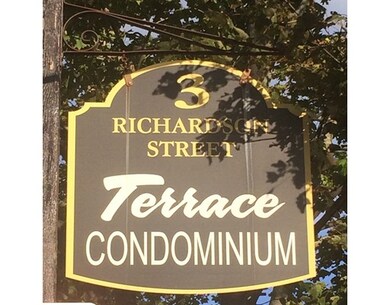 3
RICHARDSON
STREET
Terrace
CONDOMINIUM